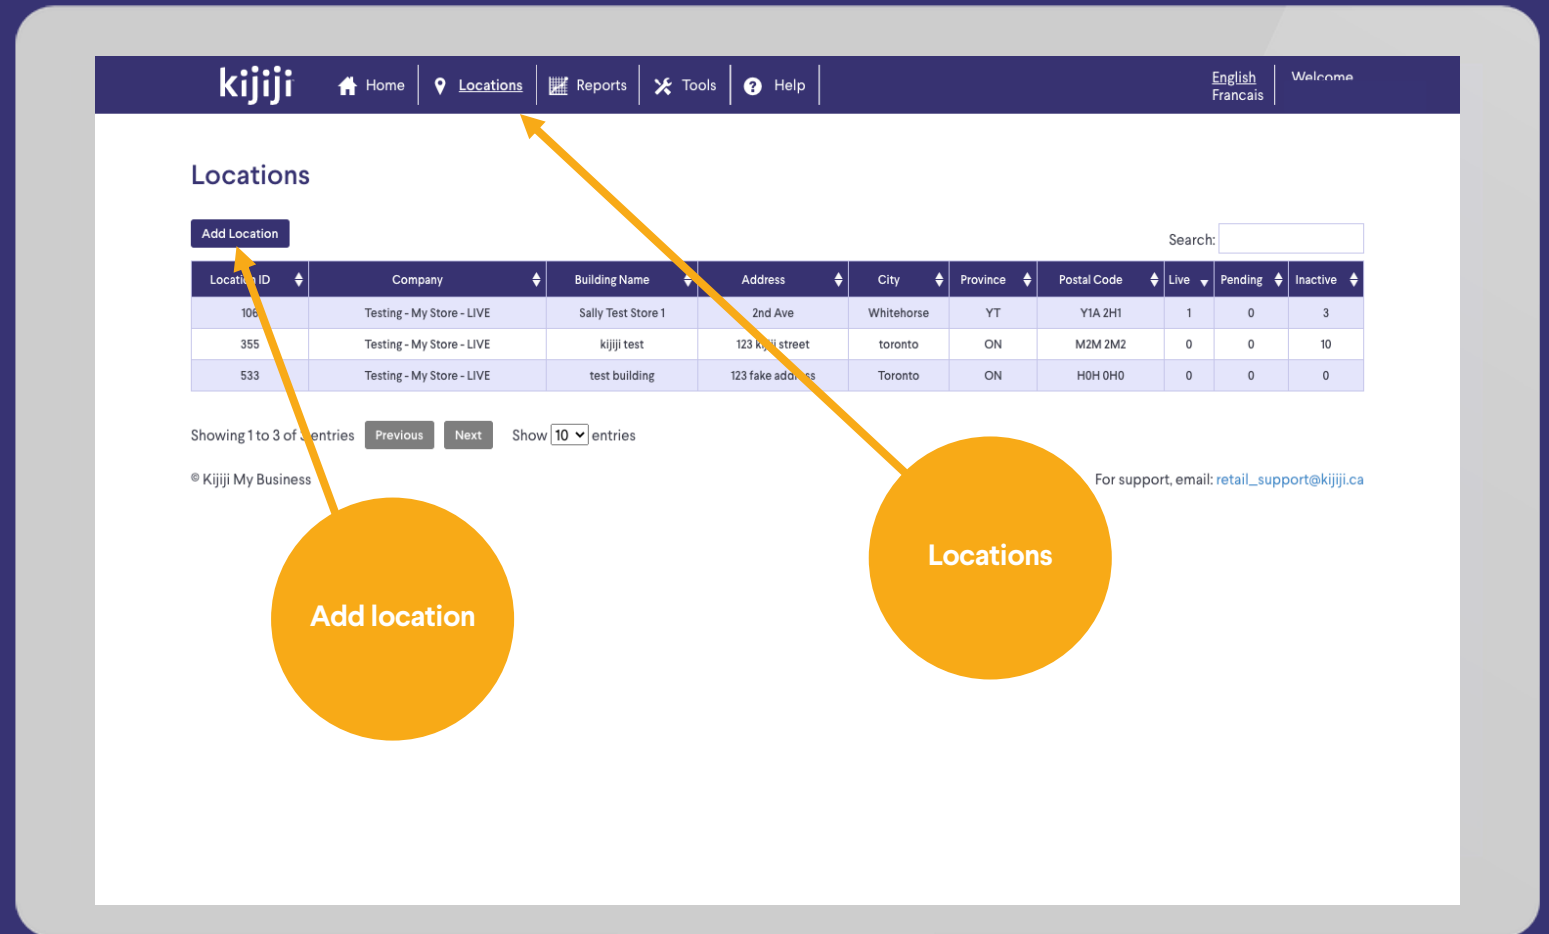 kijiji
Home
Locations
Reports
Tools
Help
English
Francais
Locations
Add Location
Search:
Location ID Company Building Name Address City Province Postal Code Live Pending Inactive
106 Testing - My Store - LIVE Sally Test Store 1 2nd Ave Whitehorse YT Y1A 2H1 1 0 3
355 Testing - My Store - LIVE kijiji test 123 kijiji street toronto ON M2M 2M2 0 0 10
533 Testing - My Store - LIVE test building 123 fake address Toronto ON H0H 0H0 0 0 0
Showing 1 to 3 of 3 entries Previous Next Show 10 entries
© Kijiji My Business
For support, email: retail_support@kijiji.ca
Locations
Add location
Welcome